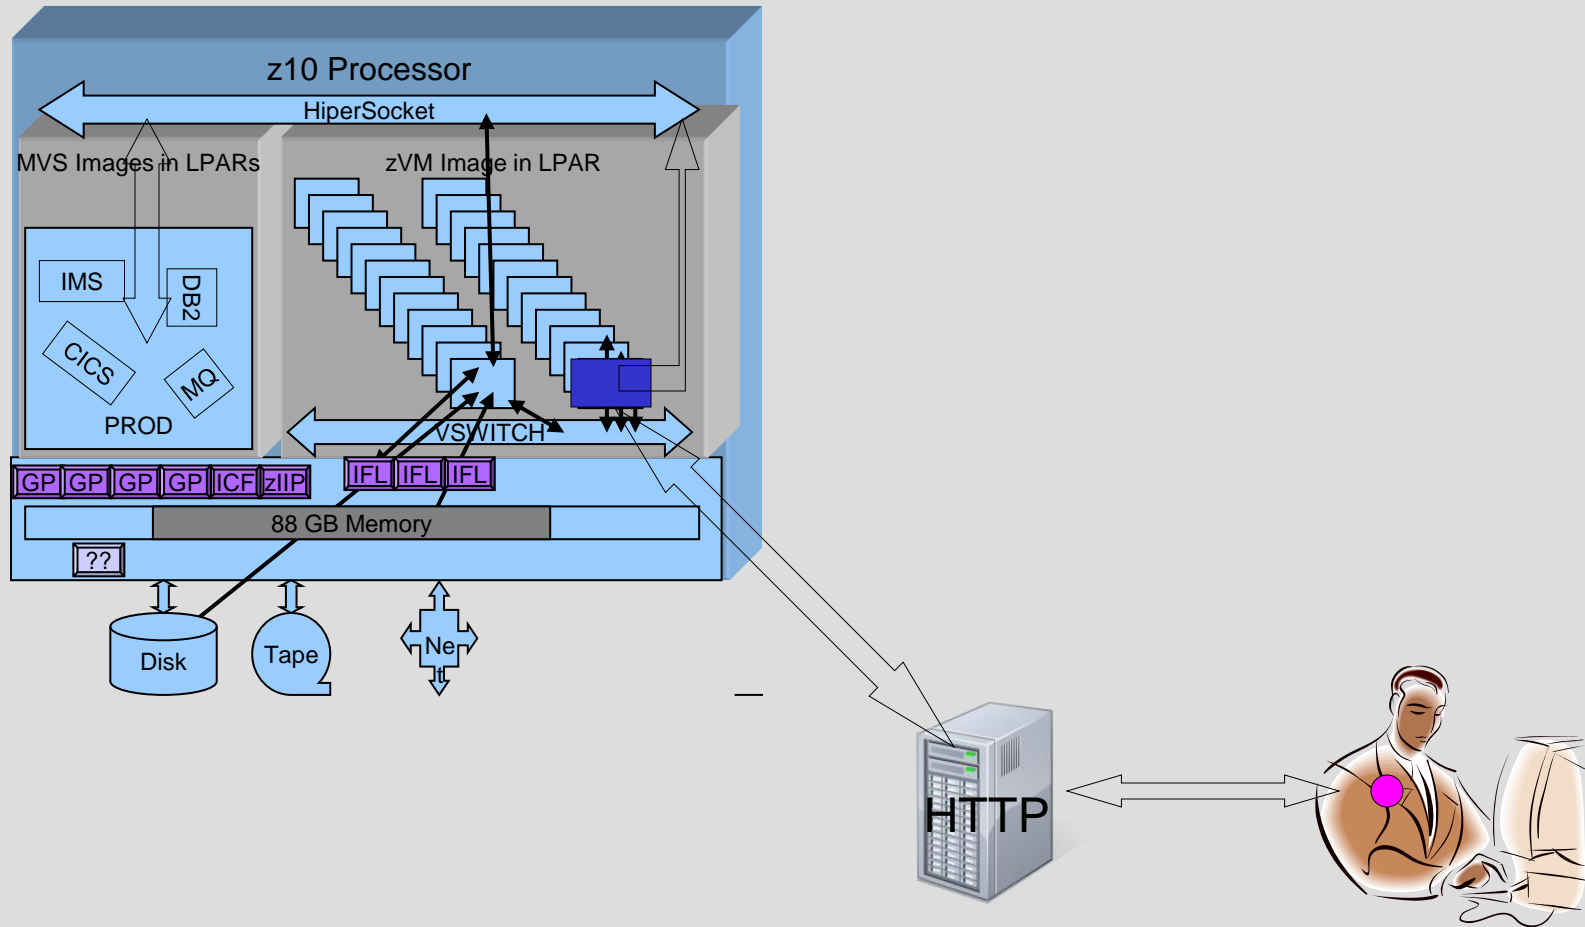 z10 Processor
HiperSocket
MVS Images in LPARs
zVM Image in LPAR
IMS
DB2
CICS
MQ
PROD
VSWITCH
GP GP GP GP ICF zIIP
IFL IFL IFL
88 GB Memory
??
Disk
Tape
Ne
t
HTTP